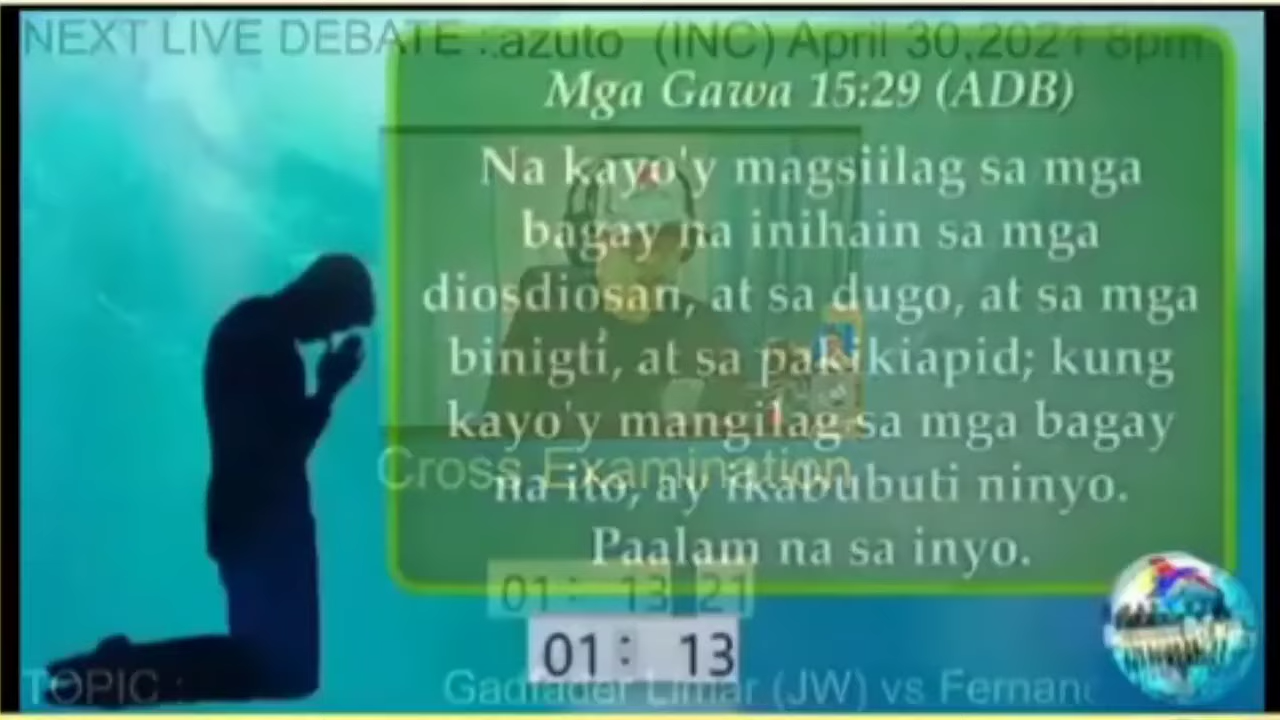 NEXT LIVE DEBATE : azuto (INC) April 30,2021 8pm
Mga Gawa 15:29 (ADB)
Na kayo'y magsiilag sa mga
bagay na inihain sa mga
diosdiosan, at sa dugo, at sa mga
binigti, at sa pakikiapid; kung
kayo'y mangilag sa mga bagay
na ito, ay ikabubuti ninyo.
Paalam na sa inyo.
Cross Examination
01: 13 21
01: 13
TOPIC : Gadfader Limar (JW) vs